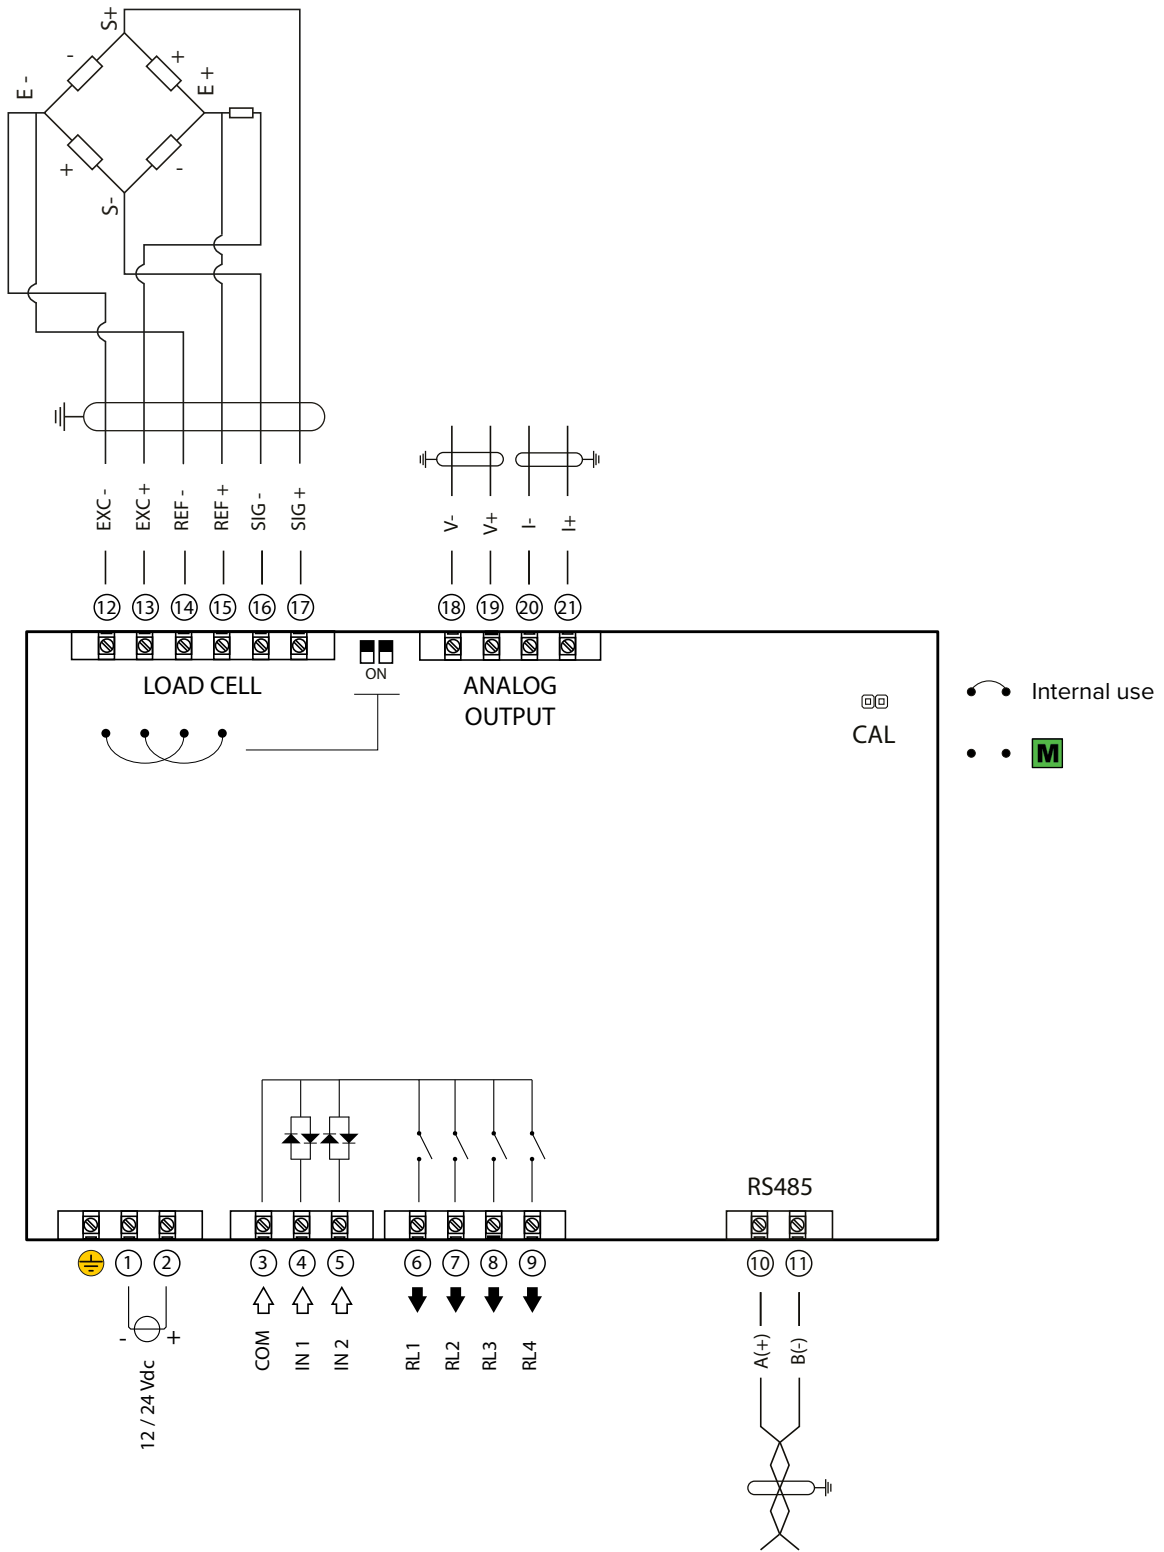 S+
- +
E - E +
+ -
S-
EXC - EXC + REF - REF + SIG - SIG +
V- V+ I- I+
12 13 14 15 16 17 18 19 20 21
ON
LOAD CELL
ANALOG
OUTPUT
CAL
Internal use
M
RS485
1 2 3 4 5 6 7 8 9 10 11
- +
12 / 24 Vdc
COM IN 1 IN 2 RL1 RL2 RL3 RL4
A(+) B(-)